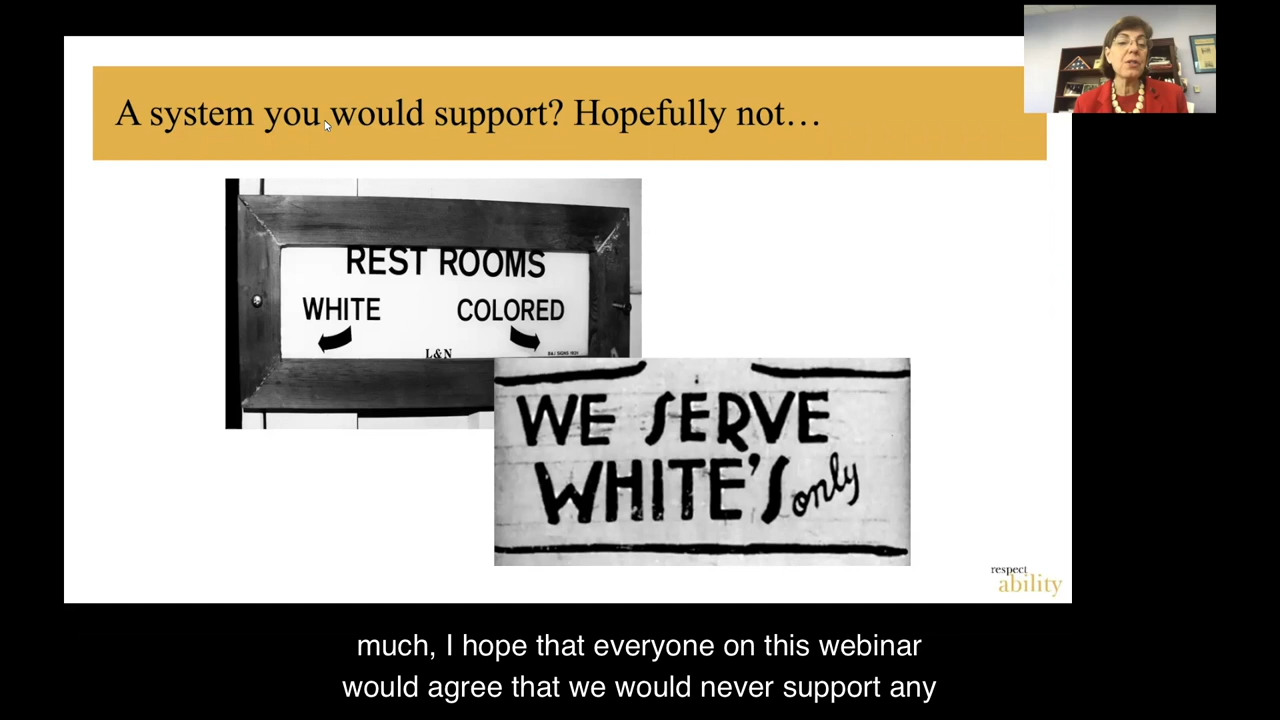 A system you would support? Hopefully not…
REST ROOMS
WHITE COLORED
L&N
WE SERVE
WHITE'S only
respect
ability
much, I hope that everyone on this webinar
would agree that we would never support any